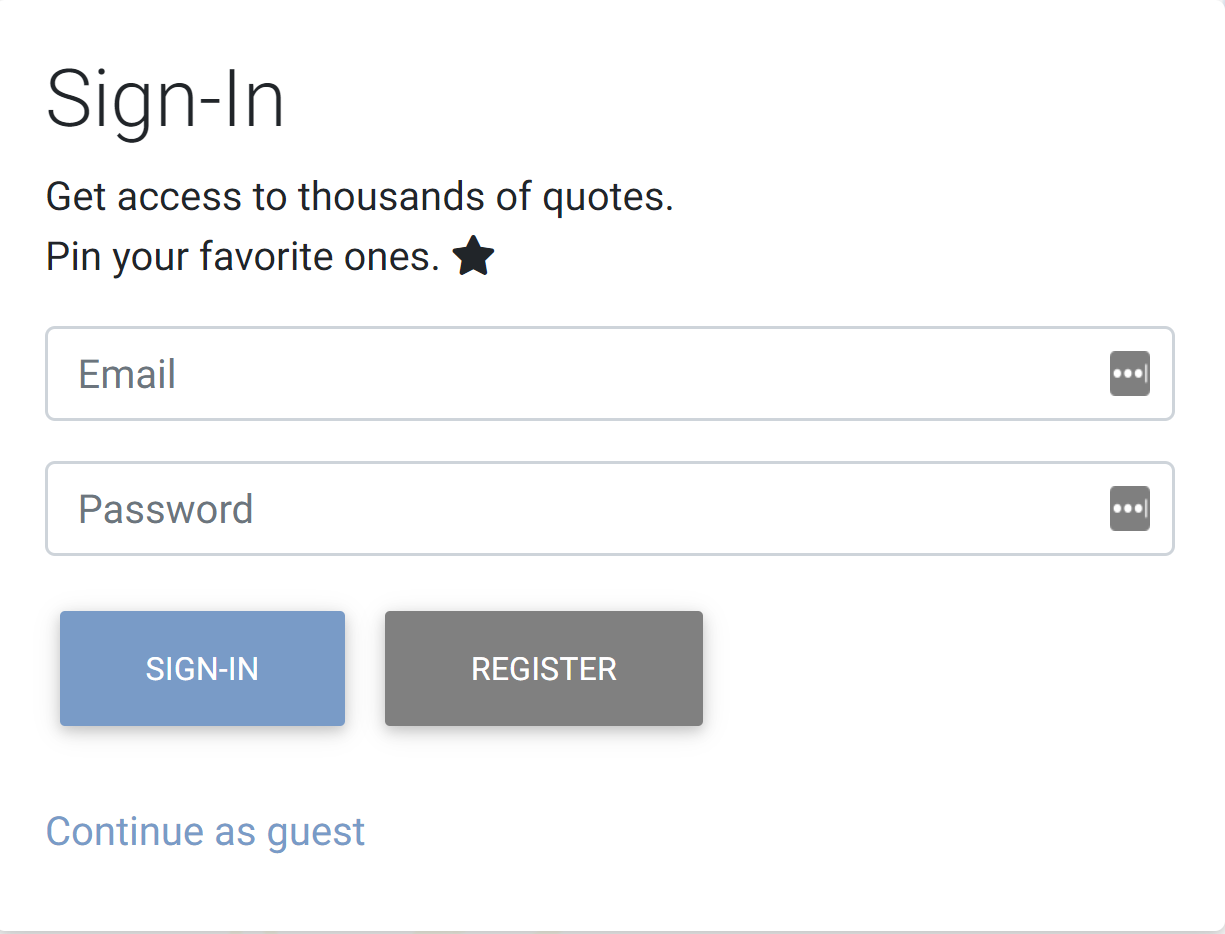 Sign-In
Get access to thousands of quotes.
Pin your favorite ones.
Email
Password
SIGN-IN REGISTER
Continue as guest